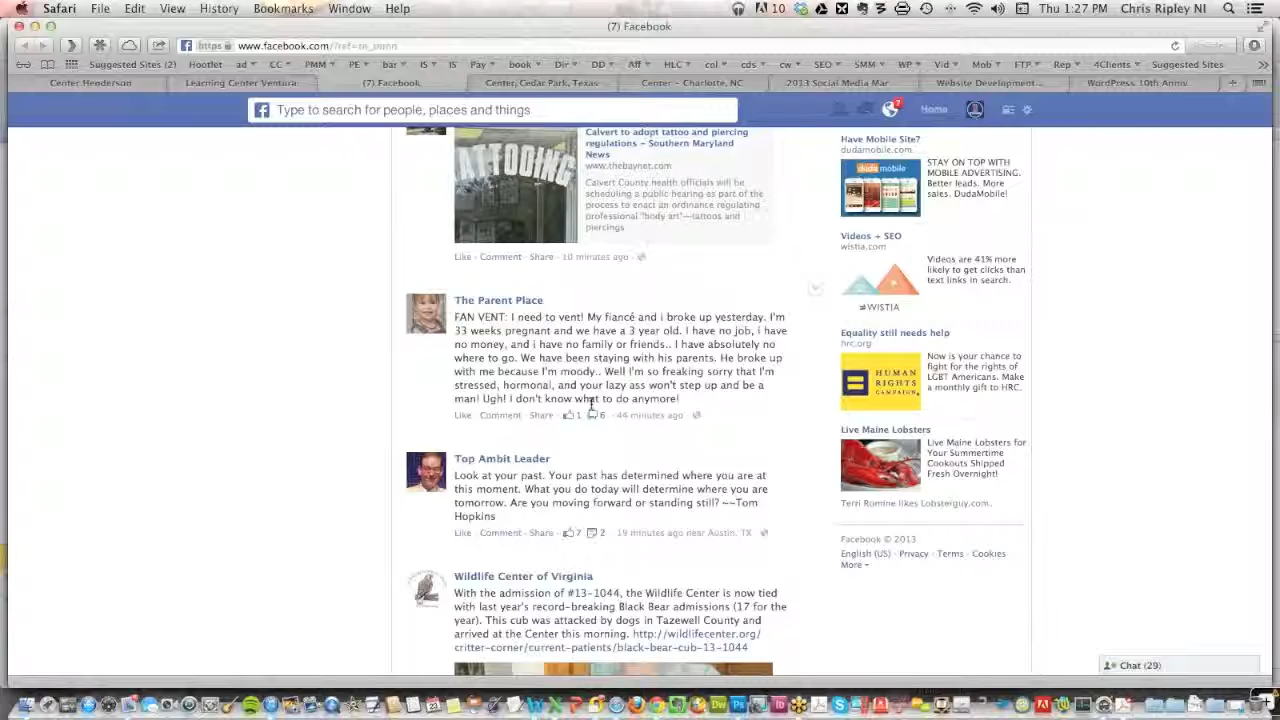 Safari File Edit View History Bookmarks Window Help 10 Thu 1:27 PM Chris Ripley NI
(7) Facebook
https www.facebook.com/?ref=tn_tnmn
Suggested Sites (2) Hootlet ad CC PMM PE bar IS IS Pay book Dir DD Aff HLC col cds cw SEO SMM WP Vid Mob FTP Rep 4Clients Suggested Sites
Center Henderson Learning Center Ventura (7) Facebook Center, Cedar Park, Texas Center - Charlotte, NC 2013 Social Media Mar Website Development WordPress 10th Anniv
Type to search for people, places and things
7
Home
TATTOOING
Calvert to adopt tattoo and piercing
regulations – Southern Maryland
News
www.thebaynet.com
Calvert County health officials will be
scheduling a public hearing as part of the
process to enact an ordinance regulating
professional "body art"—tattoos and
piercings
Like · Comment · Share · 10 minutes ago ·
The Parent Place
FAN VENT: I need to vent! My fiancé and i broke up yesterday. I'm
33 weeks pregnant and we have a 3 year old. I have no job, i have
no money, and i have no family or friends.. I have absolutely no
where to go. We have been staying with his parents. He broke up
with me because I'm moody.. Well I'm so freaking sorry that I'm
stressed, hormonal, and your lazy ass won't step up and be a
man! Ugh! I don't know what to do anymore!
Like · Comment · Share · 1 6 · 44 minutes ago ·
Top Ambit Leader
Look at your past. Your past has determined where you are at
this moment. What you do today will determine where you are
tomorrow. Are you moving forward or standing still? ~~Tom
Hopkins
Like · Comment · Share · 7 2 · 19 minutes ago near Austin, TX ·
Wildlife Center of Virginia
With the admission of #13-1044, the Wildlife Center is now tied
with last year's record-breaking Black Bear admissions (17 for the
year). This cub was attacked by dogs in Tazewell County and
arrived at the Center this morning. http://wildlifecenter.org/
critter-corner/current-patients/black-bear-cub-13-1044
Have Mobile Site?
dudamobile.com
dudamobile
STAY ON TOP WITH
MOBILE ADVERTISING.
Better leads. More
sales. DudaMobile!
Videos + SEO
wistia.com
WISTIA
Videos are 41% more
likely to get clicks than
text links in search.
Equality still needs help
hrc.org
HUMAN
RIGHTS
CAMPAIGN
Now is your chance to
fight for the rights of
LGBT Americans. Make
a monthly gift to HRC.
Live Maine Lobsters
Live Maine Lobsters for
Your Summertime
Cookouts Shipped
Fresh Overnight!
Terri Romine likes Lobsterguy.com.
Facebook © 2013
English (US) · Privacy · Terms · Cookies
More
Chat (29)